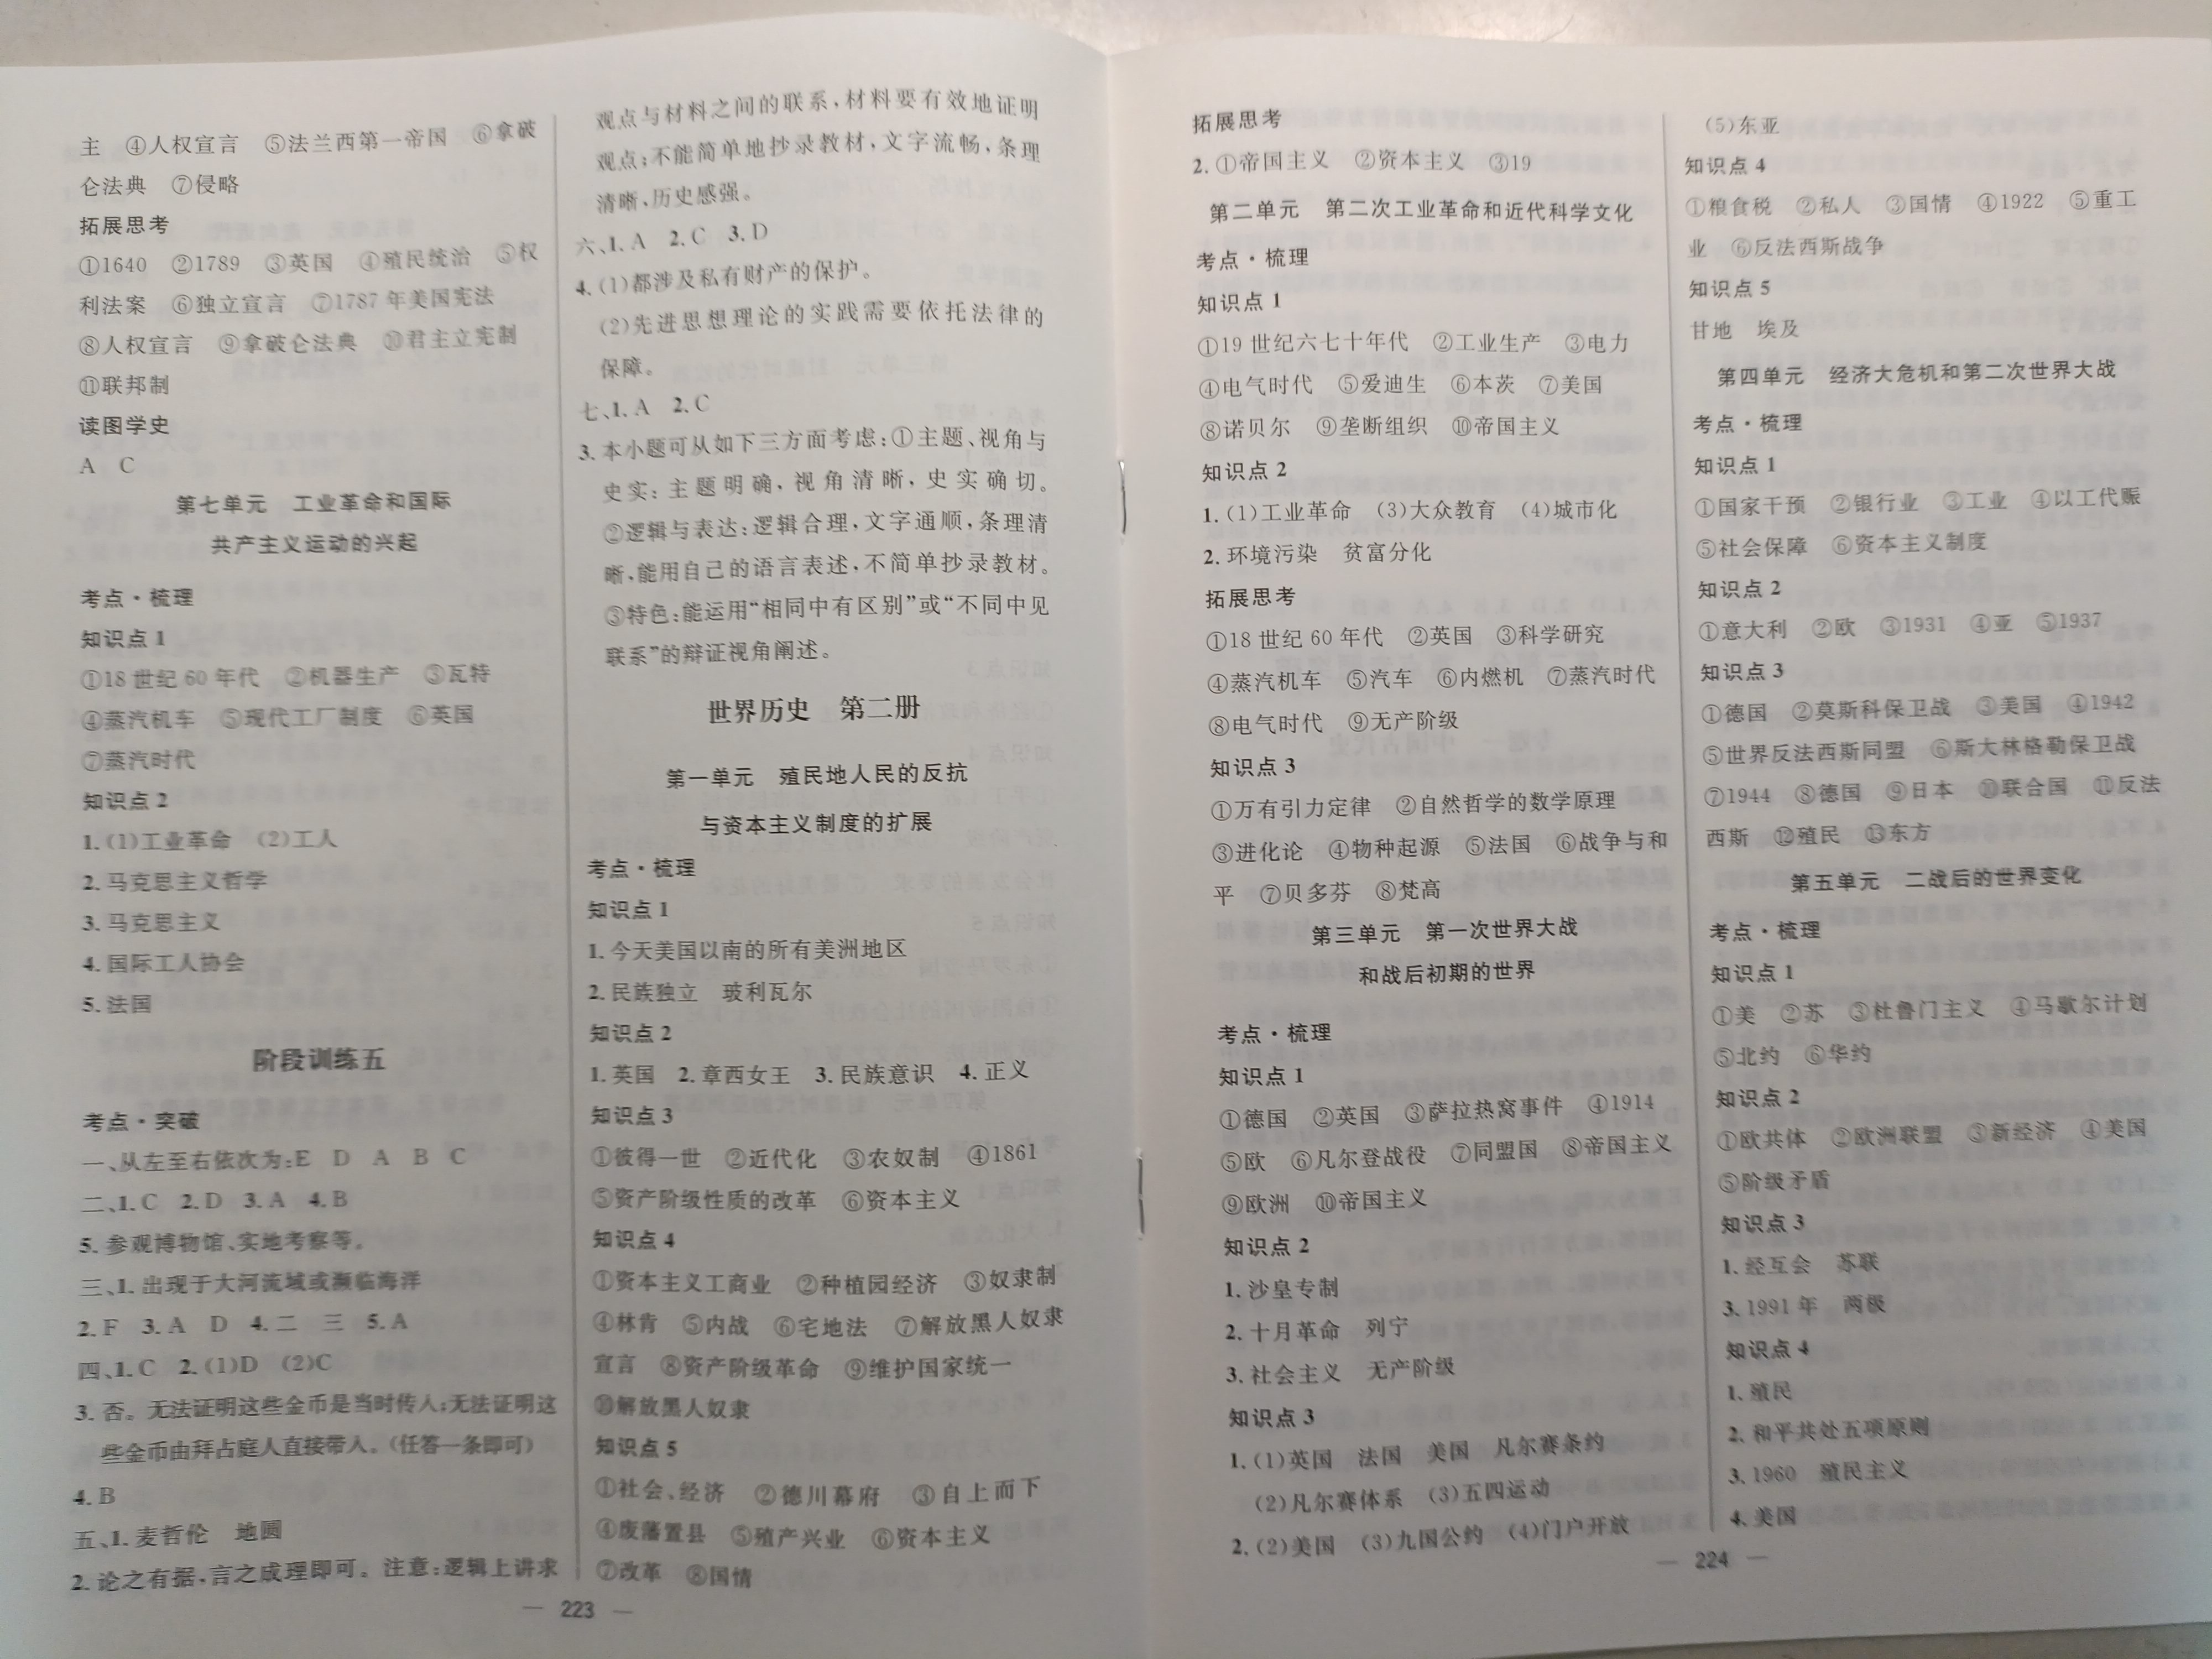 主　④人权宣言　⑤法兰西第一帝国　⑥拿破
仑法典　⑦侵略
拓展思考
①1640　②1789　③英国　④殖民统治　⑤权
利法案　⑥独立宣言　⑦1787 年美国宪法
⑧人权宣言　⑨拿破仑法典　⑩君主立宪制
⑪联邦制
读图学史
A　C
第七单元　工业革命和国际
共产主义运动的兴起
考点·梳理
知识点 1
①18 世纪 60 年代　②机器生产　③瓦特
④蒸汽机车　⑤现代工厂制度　⑥英国
⑦蒸汽时代
知识点 2
1. (1)工业革命　(2)工人
2. 马克思主义哲学
3. 马克思主义
4. 国际工人协会
5. 法国
阶段训练五
考点·突破
一、从左至右依次为:E　D　A　B　C
二、1. C　2. D　3. A　4. B
5. 参观博物馆、实地考察等。
三、1. 出现于大河流域或濒临海洋
2. F　3. A　D　4. 二　三　5. A
四、1. C　2. (1)D　(2)C
3. 否。无法证明这些金币是当时传入;无法证明这
些金币由拜占庭人直接带入。(任答一条即可)
4. B
五、1. 麦哲伦　地圆
2. 论之有据,言之成理即可。注意:逻辑上讲求
观点与材料之间的联系,材料要有效地证明
观点;不能简单地抄录教材,文字流畅,条理
清晰,历史感强。
六、1. A　2. C　3. D
4. (1)都涉及私有财产的保护。
(2)先进思想理论的实践需要依托法律的
保障。
七、1. A　2. C
3. 本小题可从如下三方面考虑:①主题、视角与
史实:主题明确,视角清晰,史实确切。
②逻辑与表达:逻辑合理,文字通顺,条理清
晰,能用自己的语言表述,不简单抄录教材。
③特色:能运用“相同中有区别”或“不同中见
联系”的辩证视角阐述。
世界历史　第二册
第一单元　殖民地人民的反抗
与资本主义制度的扩展
考点·梳理
知识点 1
1. 今天美国以南的所有美洲地区
2. 民族独立　玻利瓦尔
知识点 2
1. 英国　2. 章西女王　3. 民族意识　4. 正义
知识点 3
①彼得一世　②近代化　③农奴制　④1861
⑤资产阶级性质的改革　⑥资本主义
知识点 4
①资本主义工商业　②种植园经济　③奴隶制
④林肯　⑤内战　⑥宅地法　⑦解放黑人奴隶
宣言　⑧资产阶级革命　⑨维护国家统一
⑩解放黑人奴隶
知识点 5
①社会、经济　②德川幕府　③自上而下
④废藩置县　⑤殖产兴业　⑥资本主义
⑦改革　⑧国情
— 223 —
拓展思考
2. ①帝国主义　②资本主义　③19
第二单元　第二次工业革命和近代科学文化
考点·梳理
知识点 1
①19 世纪六七十年代　②工业生产　③电力
④电气时代　⑤爱迪生　⑥本茨　⑦美国
⑧诺贝尔　⑨垄断组织　⑩帝国主义
知识点 2
1. (1)工业革命　(3)大众教育　(4)城市化
2. 环境污染　贫富分化
拓展思考
①18 世纪 60 年代　②英国　③科学研究
④蒸汽机车　⑤汽车　⑥内燃机　⑦蒸汽时代
⑧电气时代　⑨无产阶级
知识点 3
①万有引力定律　②自然哲学的数学原理
③进化论　④物种起源　⑤法国　⑥战争与和
平　⑦贝多芬　⑧梵高
第三单元　第一次世界大战
和战后初期的世界
考点·梳理
知识点 1
①德国　②英国　③萨拉热窝事件　④1914
⑤欧　⑥凡尔登战役　⑦同盟国　⑧帝国主义
⑨欧洲　⑩帝国主义
知识点 2
1. 沙皇专制
2. 十月革命　列宁
3. 社会主义　无产阶级
知识点 3
1. (1)英国　法国　美国　凡尔赛条约
(2)凡尔赛体系　(3)五四运动
2. (2)美国　(3)九国公约　(4)门户开放
(5)东亚
知识点 4
①粮食税　②私人　③国情　④1922　⑤重工
业　⑥反法西斯战争
知识点 5
甘地　埃及
第四单元　经济大危机和第二次世界大战
考点·梳理
知识点 1
①国家干预　②银行业　③工业　④以工代赈
⑤社会保障　⑥资本主义制度
知识点 2
①意大利　②欧　③1931　④亚　⑤1937
知识点 3
①德国　②莫斯科保卫战　③美国　④1942
⑤世界反法西斯同盟　⑥斯大林格勒保卫战
⑦1944　⑧德国　⑨日本　⑩联合国　⑪反法
西斯　⑫殖民　⑬东方
第五单元　二战后的世界变化
考点·梳理
知识点 1
①美　②苏　③杜鲁门主义　④马歇尔计划
⑤北约　⑥华约
知识点 2
①欧共体　②欧洲联盟　③新经济　④美国
⑤阶级矛盾
知识点 3
1. 经互会　苏联
3. 1991 年　两极
知识点 4
1. 殖民
2. 和平共处五项原则
3. 1960　殖民主义
4. 美国
— 224 —